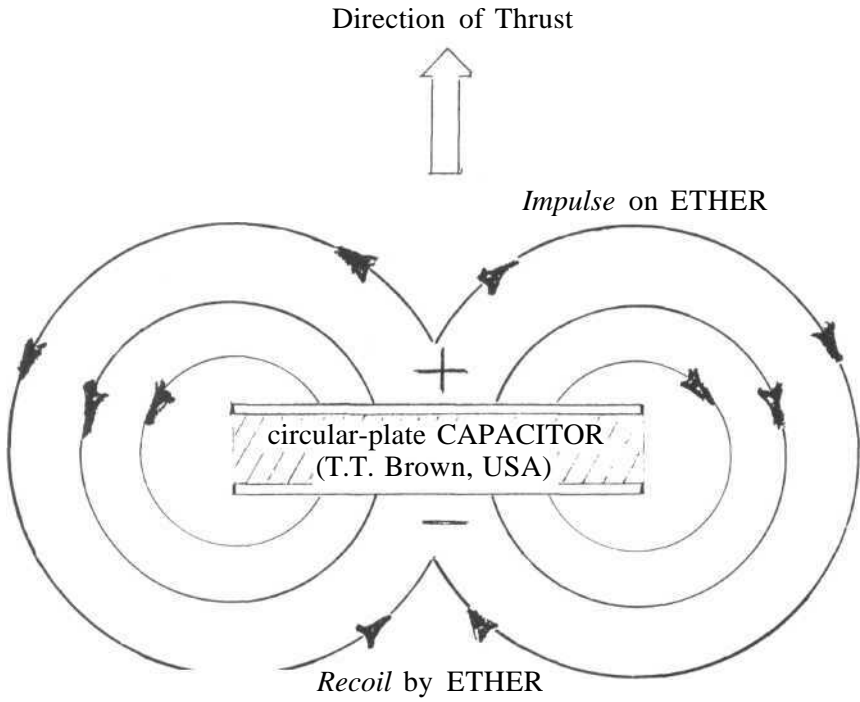 Direction of Thrust
Impulse on ETHER
+
circular-plate CAPACITOR
(T.T. Brown, USA)
−
Recoil by ETHER